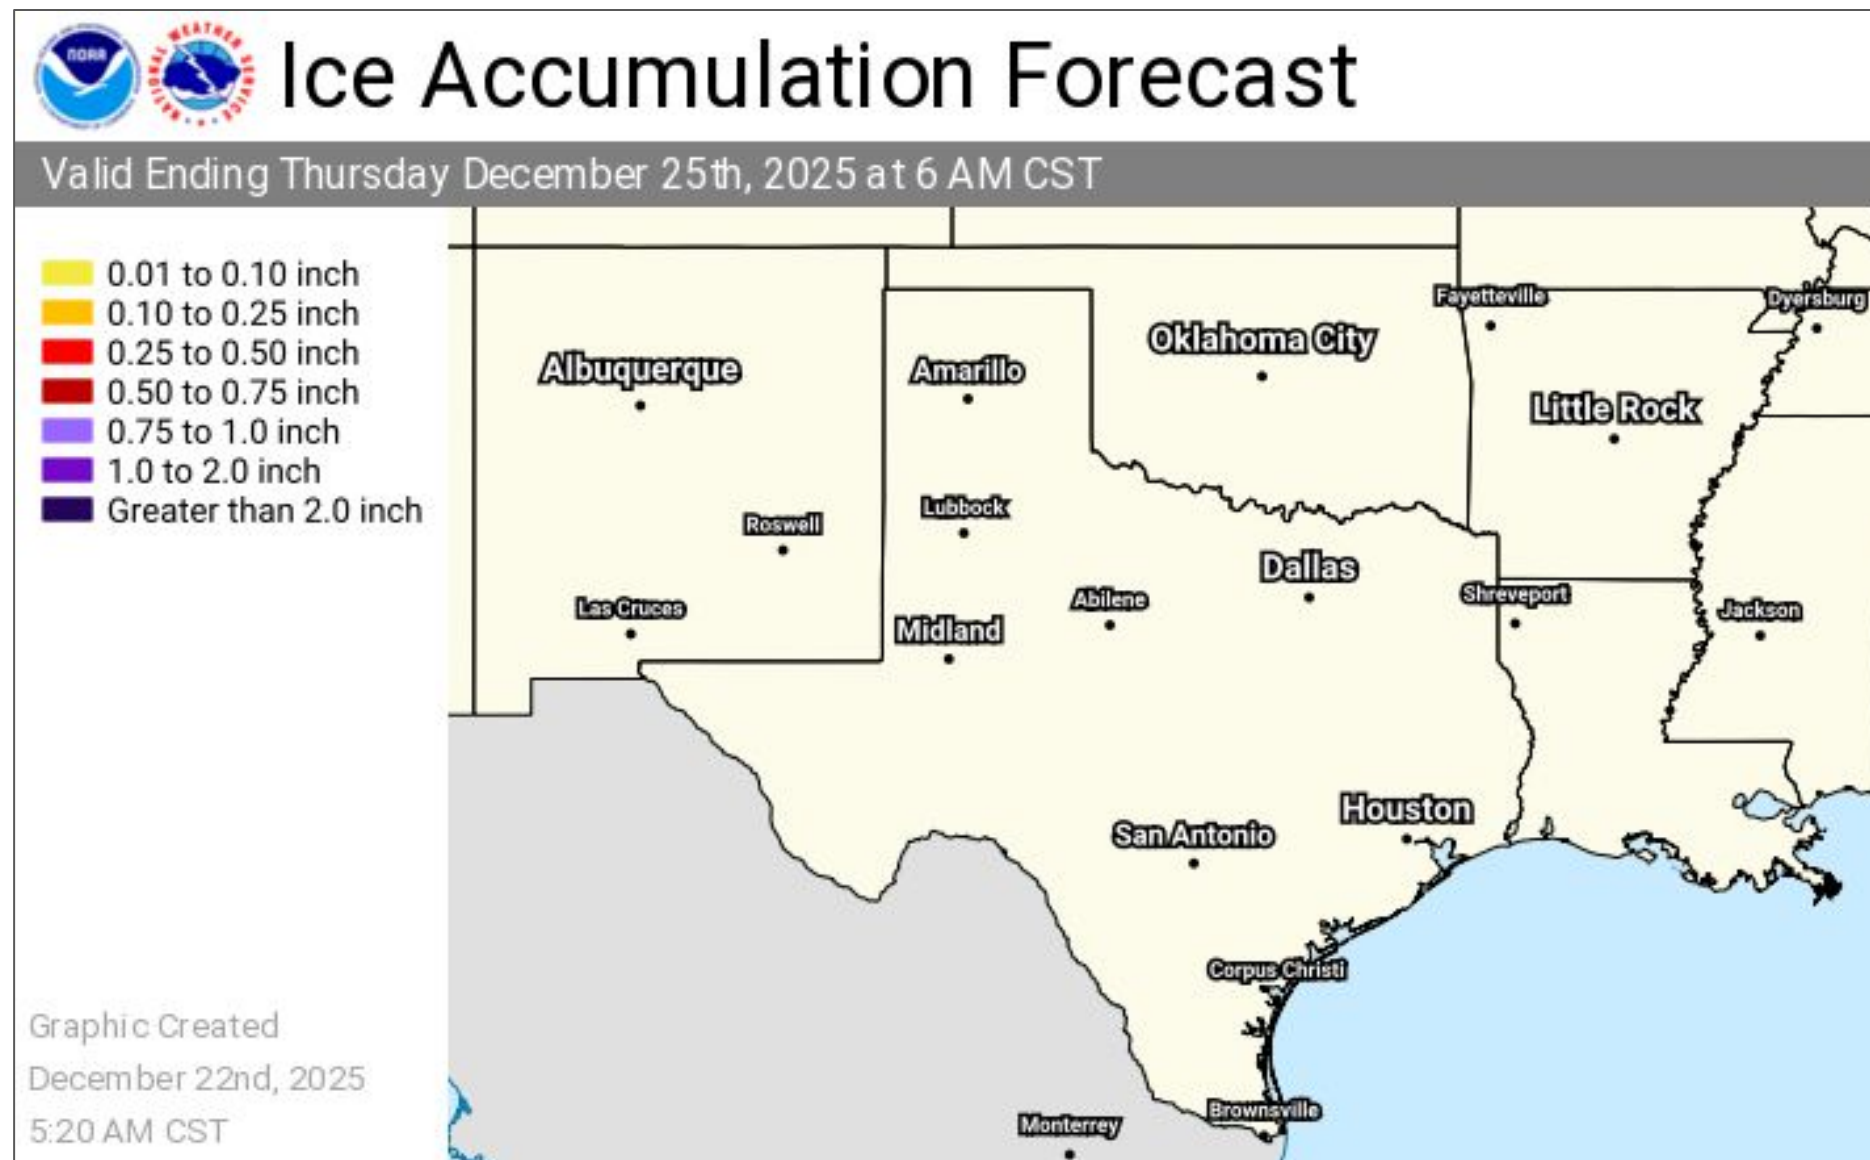 NOAA
NATIONAL WEATHER SERVICE
Ice Accumulation Forecast
Valid Ending Thursday December 25th, 2025 at 6 AM CST
0.01 to 0.10 inch
0.10 to 0.25 inch
0.25 to 0.50 inch
0.50 to 0.75 inch
0.75 to 1.0 inch
1.0 to 2.0 inch
Greater than 2.0 inch
Fayetteville
Dyersburg
Oklahoma City
Albuquerque
Amarillo
Little Rock
Lubbock
Roswell
Dallas
Shreveport
Abilene
Las Cruces
Jackson
Midland
Houston
San Antonio
Corpus Christi
Brownsville
Monterrey
Graphic Created
December 22nd, 2025
5:20 AM CST